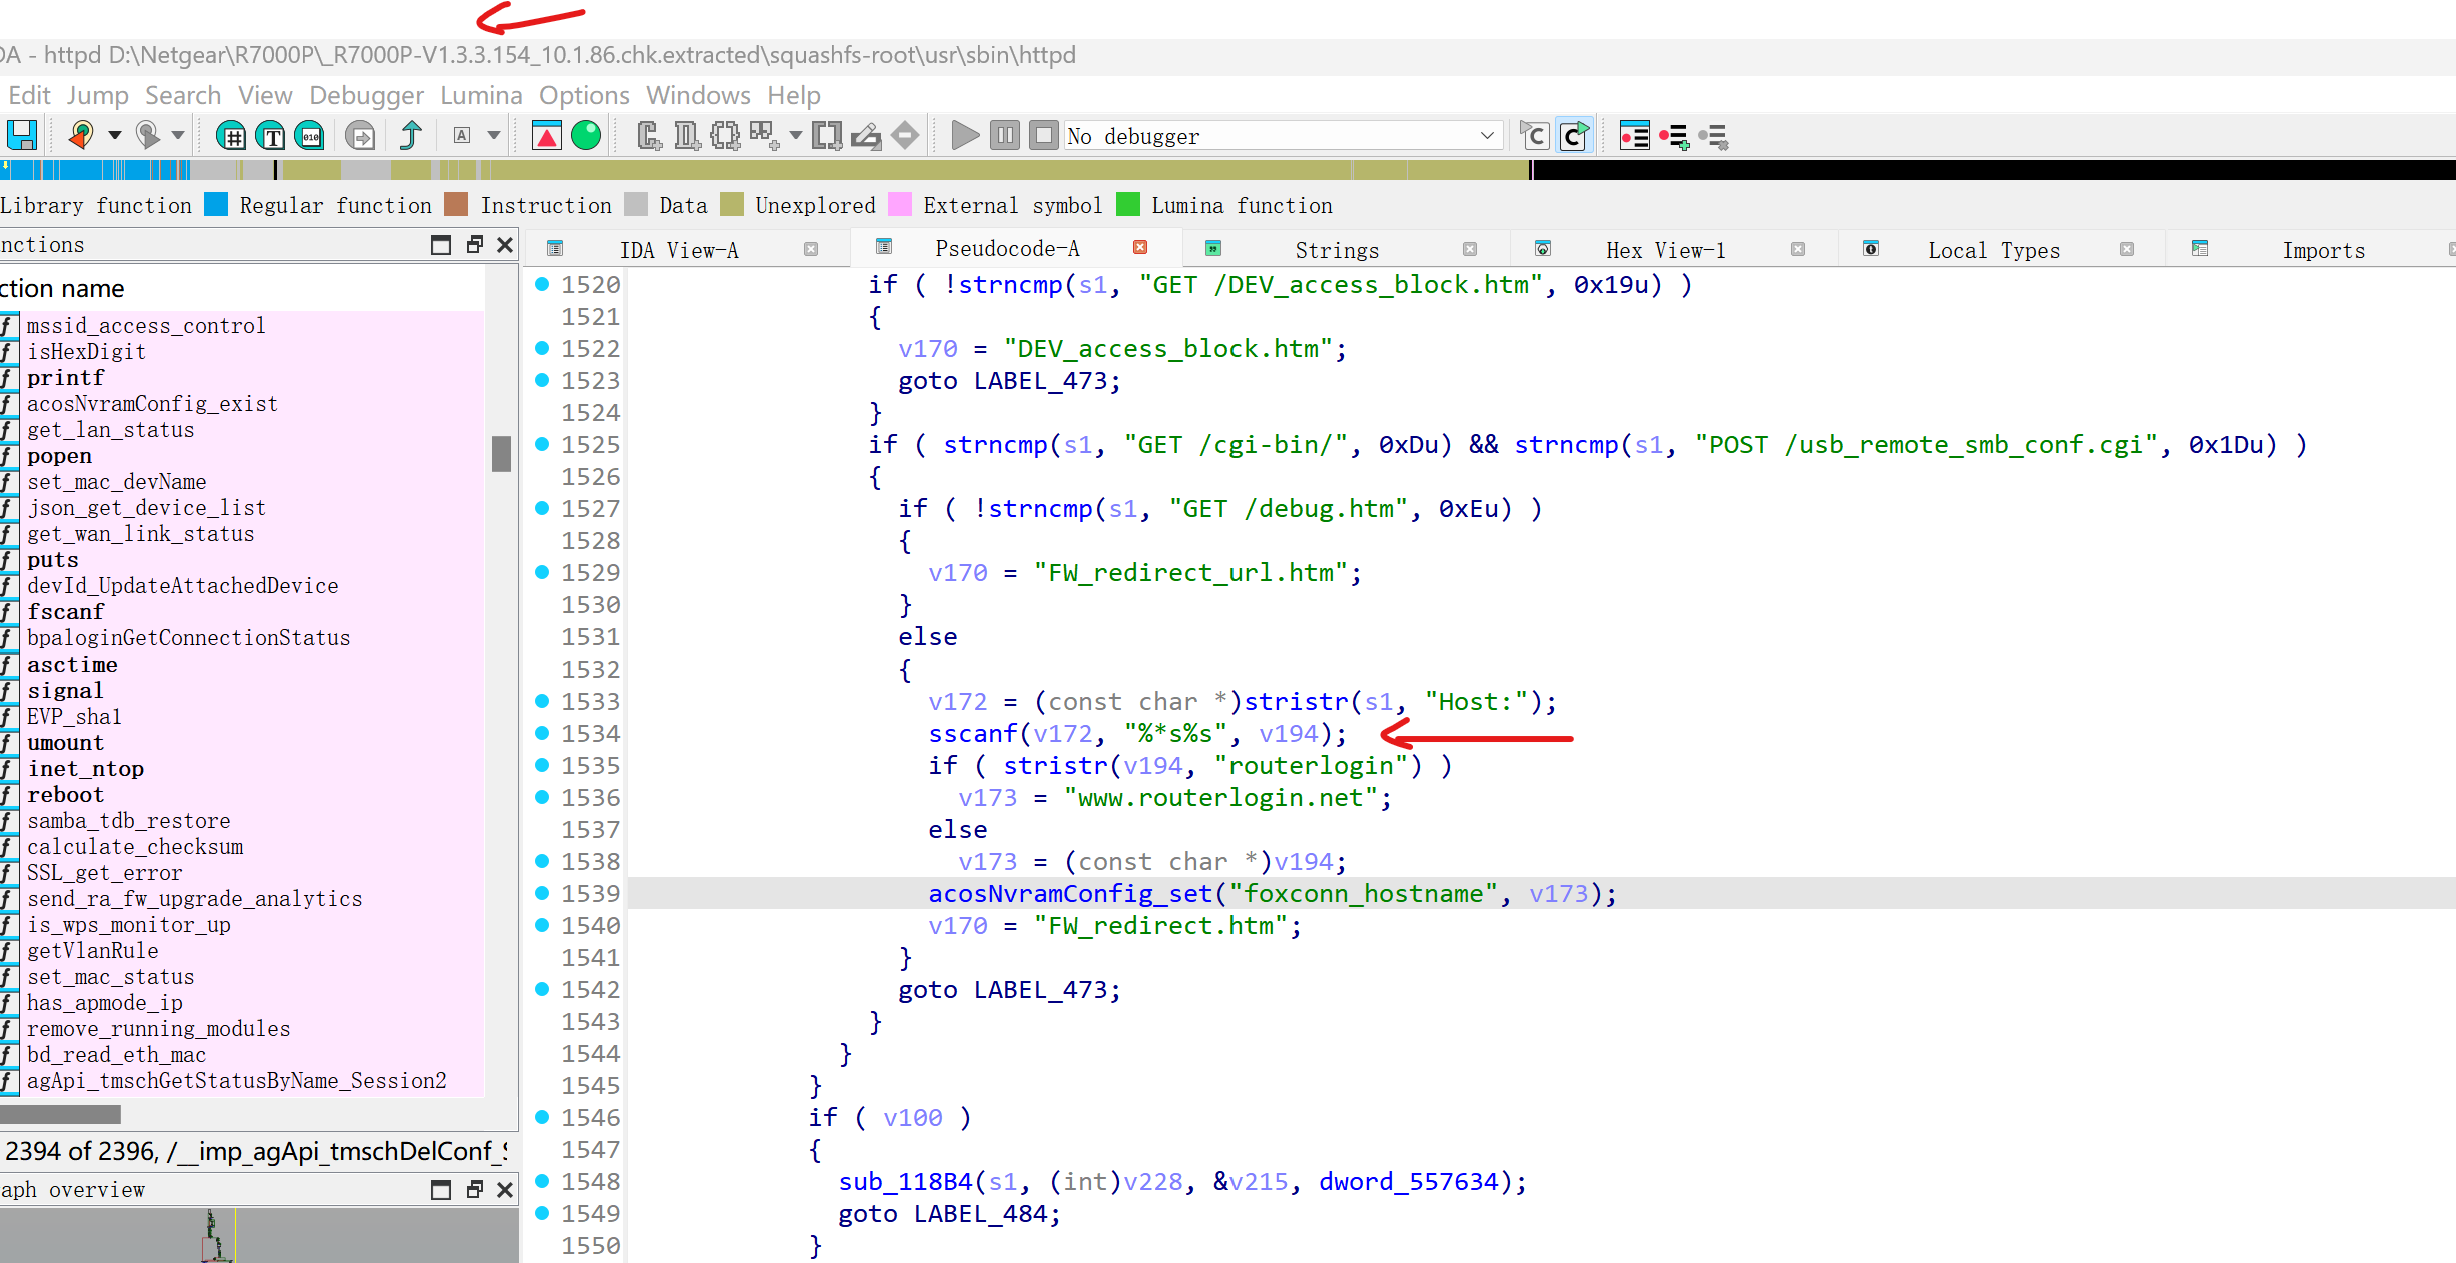 DA - httpd D:\Netgear\R7000P\_R7000P-V1.3.3.154_10.1.86.chk.extracted\squashfs-root\usr\sbin\httpd
Edit Jump Search View Debugger Lumina Options Windows Help
No debugger
Library function Regular function Instruction Data Unexplored External symbol Lumina function
nctions
IDA View-A Pseudocode-A Strings Hex View-1 Local Types Imports
ction name
mssid_access_control
isHexDigit
printf
acosNvramConfig_exist
get_lan_status
popen
set_mac_devName
json_get_device_list
get_wan_link_status
puts
devId_UpdateAttachedDevice
fscanf
bpaloginGetConnectionStatus
asctime
signal
EVP_sha1
umount
inet_ntop
reboot
samba_tdb_restore
calculate_checksum
SSL_get_error
send_ra_fw_upgrade_analytics
is_wps_monitor_up
getVlanRule
set_mac_status
has_apmode_ip
remove_running_modules
bd_read_eth_mac
agApi_tmschGetStatusByName_Session2
2394 of 2396, /__imp_agApi_tmschDelConf_S
aph overview
1520 if ( !strncmp(s1, "GET /DEV_access_block.htm", 0x19u) )
1521 {
1522 v170 = "DEV_access_block.htm";
1523 goto LABEL_473;
1524 }
1525 if ( strncmp(s1, "GET /cgi-bin/", 0xDu) && strncmp(s1, "POST /usb_remote_smb_conf.cgi", 0x1Du) )
1526 {
1527 if ( !strncmp(s1, "GET /debug.htm", 0xEu) )
1528 {
1529 v170 = "FW_redirect_url.htm";
1530 }
1531 else
1532 {
1533 v172 = (const char *)stristr(s1, "Host:");
1534 sscanf(v172, "%*s%s", v194);
1535 if ( stristr(v194, "routerlogin") )
1536 v173 = "www.routerlogin.net";
1537 else
1538 v173 = (const char *)v194;
1539 acosNvramConfig_set("foxconn_hostname", v173);
1540 v170 = "FW_redirect.htm";
1541 }
1542 goto LABEL_473;
1543 }
1544 }
1545 }
1546 if ( v100 )
1547 {
1548 sub_118B4(s1, (int)v228, &v215, dword_557634);
1549 goto LABEL_484;
1550 }